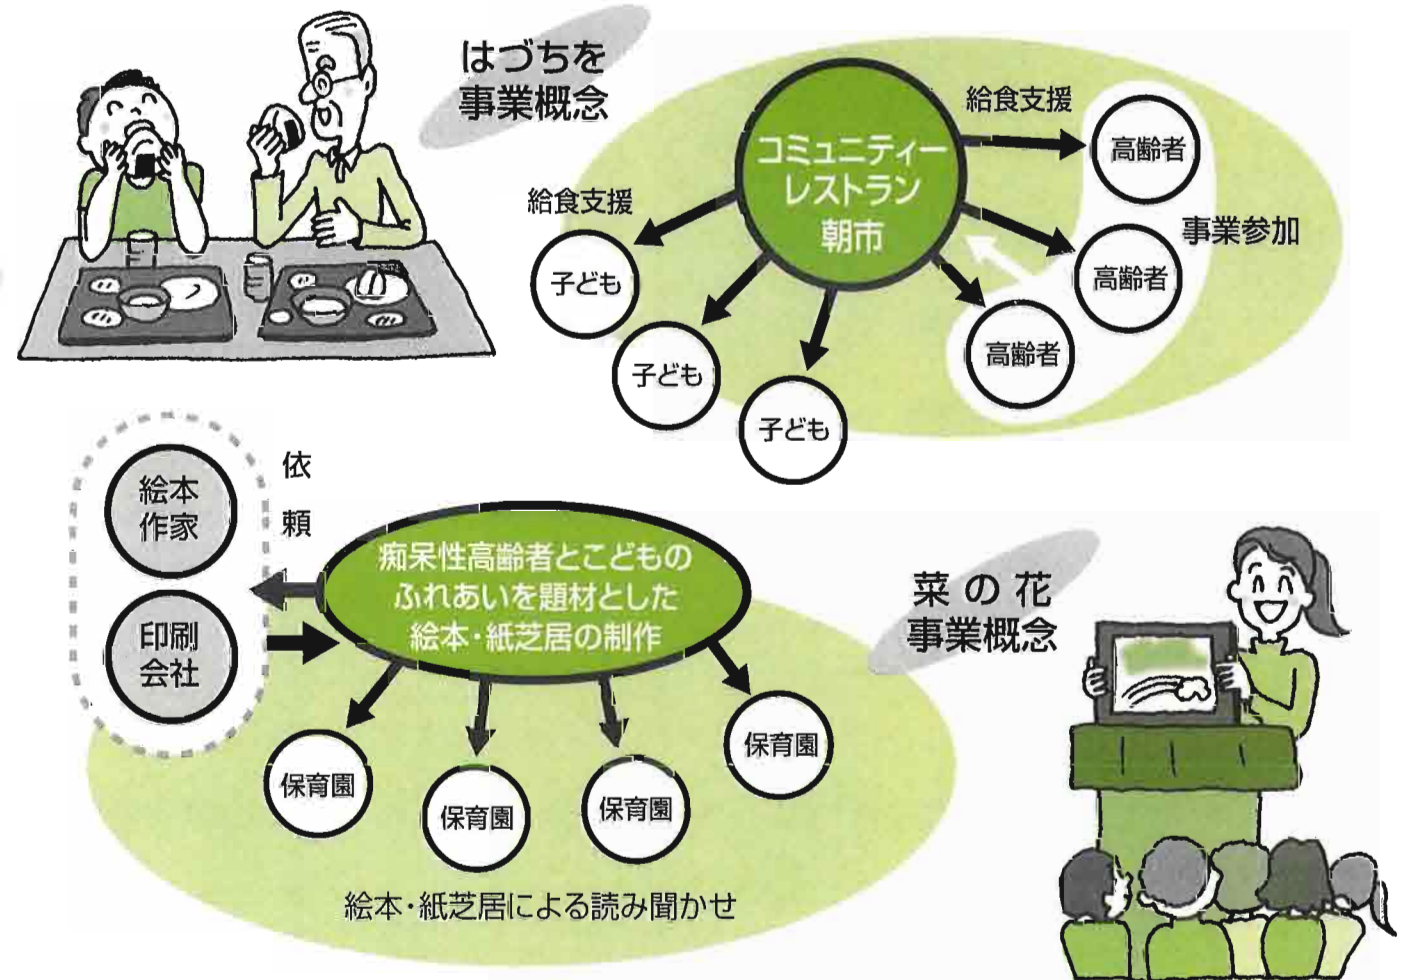 はづちを
事業概念
コミュニティー
レストラン
朝市
給食支援
高齢者
高齢者
高齢者
事業参加
給食支援
子ども
子ども
子ども
絵本
作家
印刷
会社
依
頼
痴呆性高齢者とこどもの
ふれあいを題材とした
絵本・紙芝居の制作
菜の花
事業概念
保育園
保育園
保育園
保育園
絵本・紙芝居による読み聞かせ